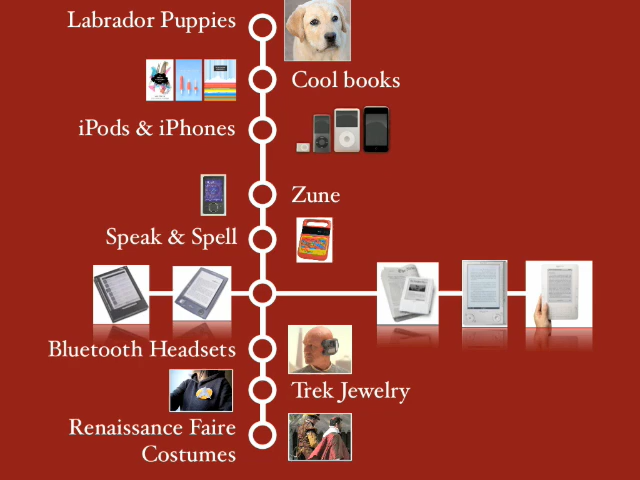 Labrador Puppies
Cool books
iPods & iPhones
Zune
Speak & Spell
Bluetooth Headsets
Trek Jewelry
Renaissance Faire
Costumes